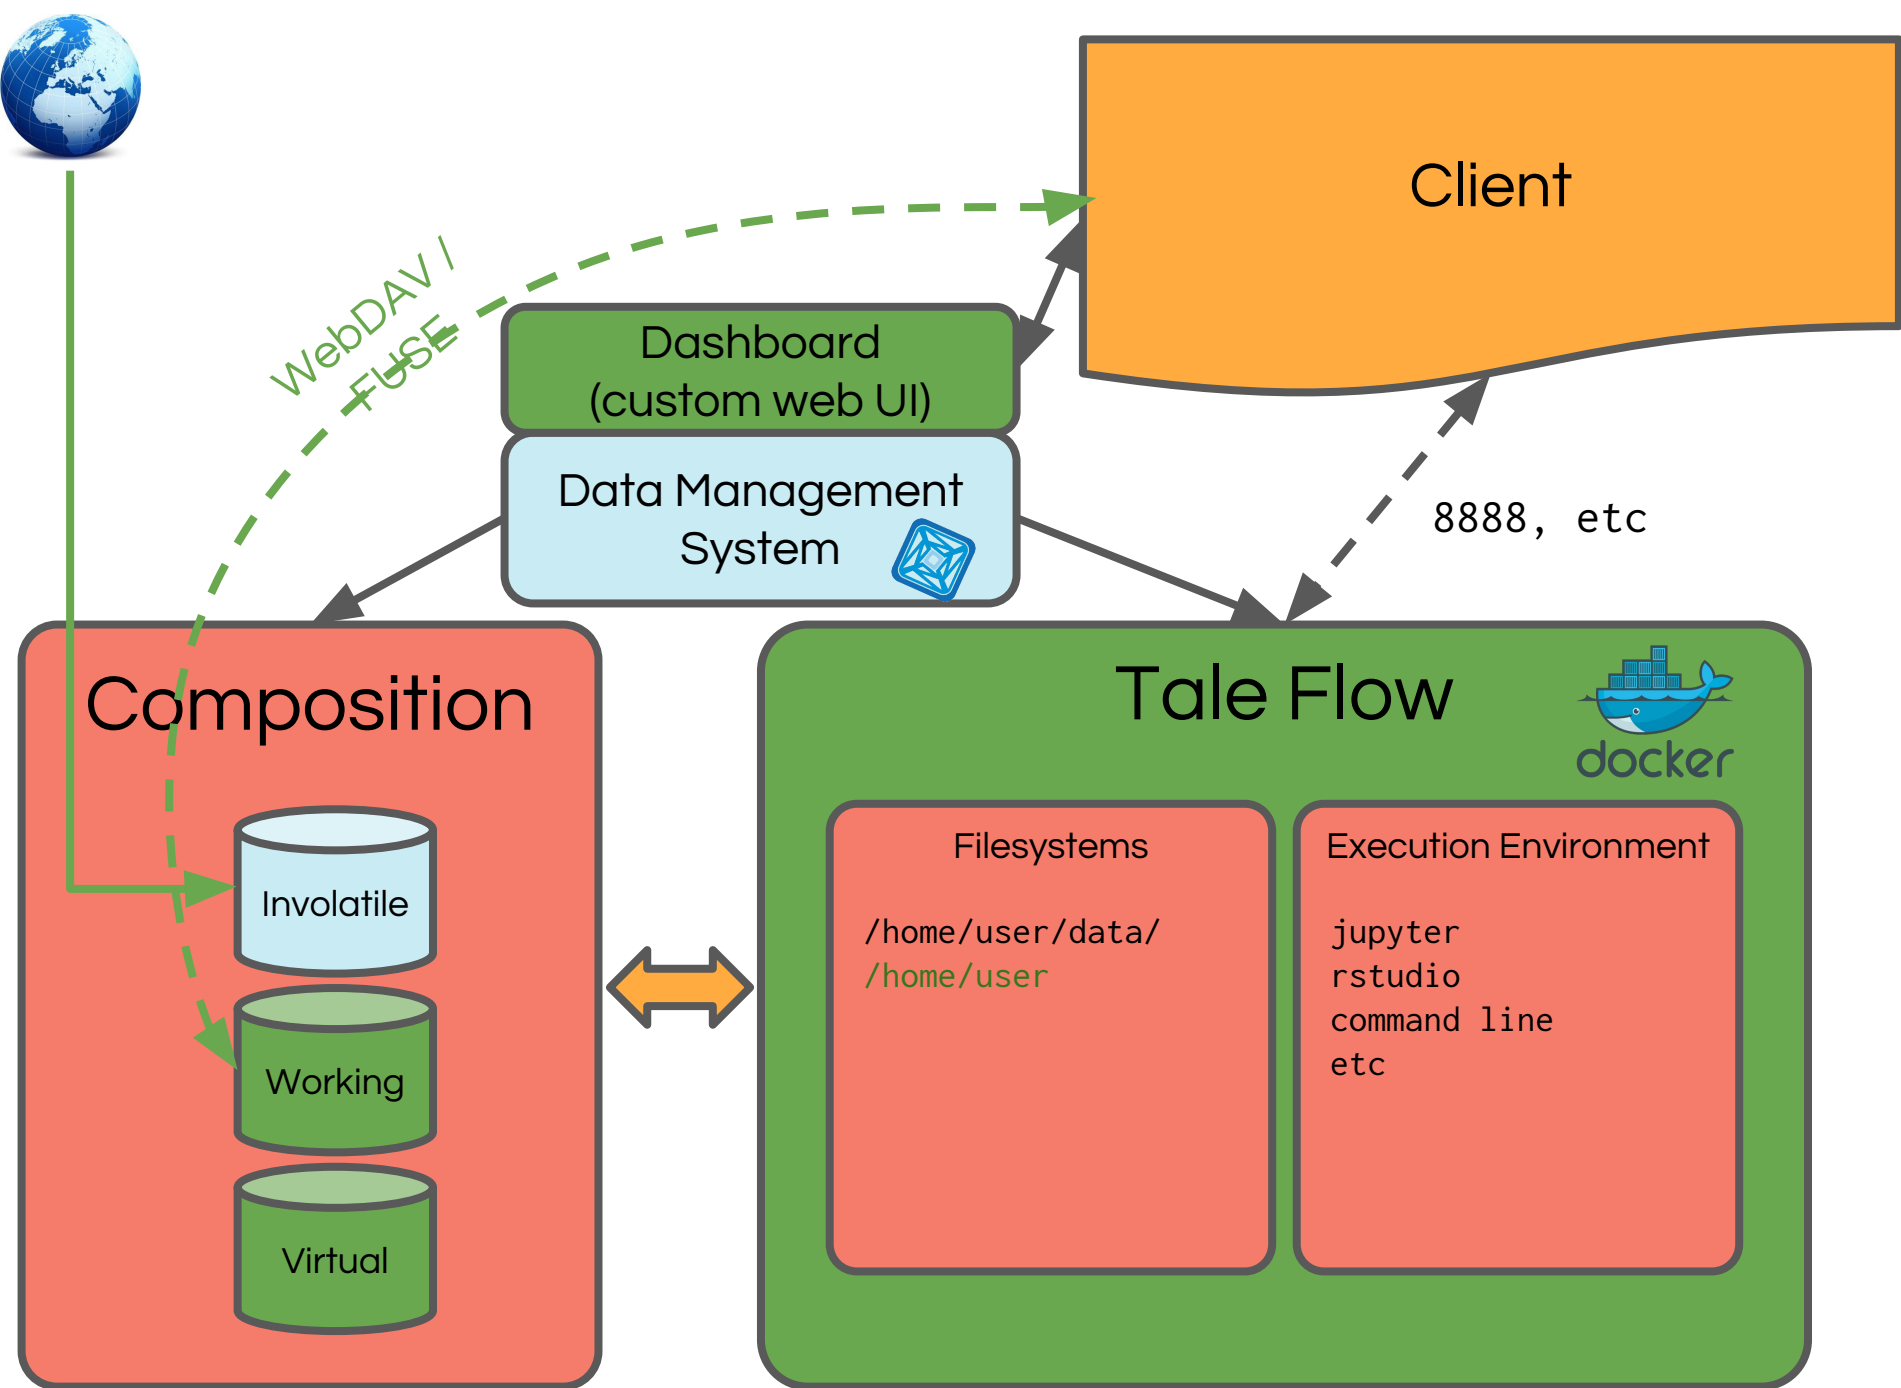 Client
WebDAV /
FUSE
Dashboard
(custom web UI)
Data Management
System
8888, etc
Composition
Involatile
Working
Virtual
Tale Flow
docker
Filesystems
/home/user/data/
/home/user
Execution Environment
jupyter
rstudio
command line
etc